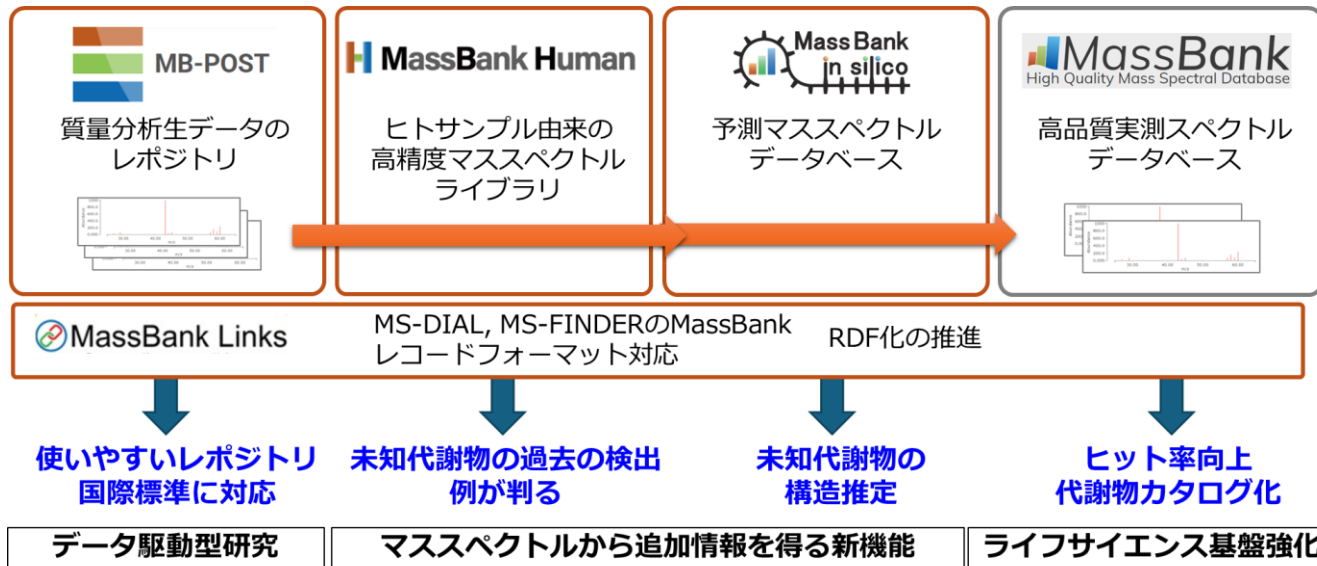 MB-POST
質量分析生データの
レポジトリ
MassBank Human
ヒトサンプル由来の
高精度マススペクトル
ライブラリ
Mass Bank
in silico
予測マススペクトル
データベース
MassBank
High Quality Mass Spectral Database
高品質実測スペクトル
データベース
MassBank Links
MS-DIAL, MS-FINDERのMassBank
レコードフォーマット対応
RDF化の推進
使いやすいレポジトリ
国際標準に対応
未知代謝物の過去の検出
例が判る
未知代謝物の
構造推定
ヒット率向上
代謝物カタログ化
データ駆動型研究
マススペクトルから追加情報を得る新機能
ライフサイエンス基盤強化